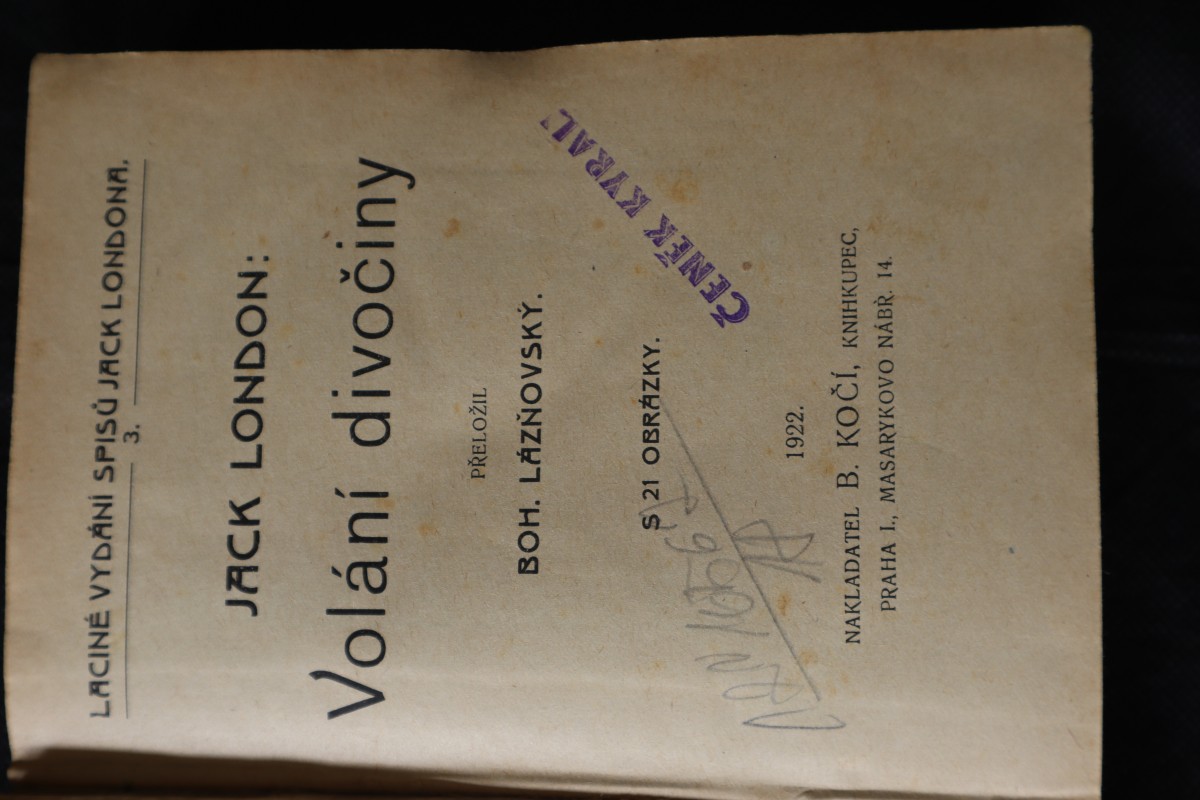 LACINÉ VYDÁNÍ SPISŮ JACK LONDONA.
3.
JACK LONDON:
Volání divočiny
PŘELOŽIL
BOH. LÁZŇOVSKÝ.
S 21 OBRÁZKY.
ČENĚK KYRAL
1922.
NAKLADATEL B. KOČÍ, KNIHKUPEC,
PRAHA I., MASARYKOVO NÁBŘ. 14.